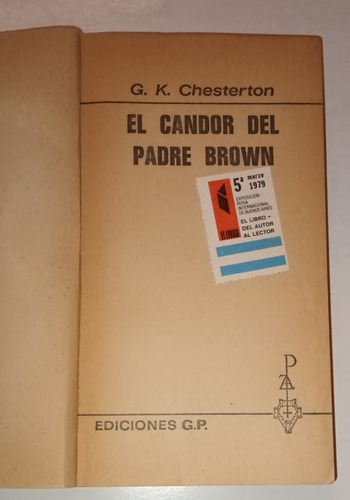 G. K. Chesterton
EL CANDOR DEL
PADRE BROWN
5ª marzo
1979
EXPOSICION
FERIA
INTERNACIONAL
DE BUENOS AIRES
EL LIBRO -
DEL AUTOR
AL LECTOR
EL LIBRO
P
EDICIONES G.P.